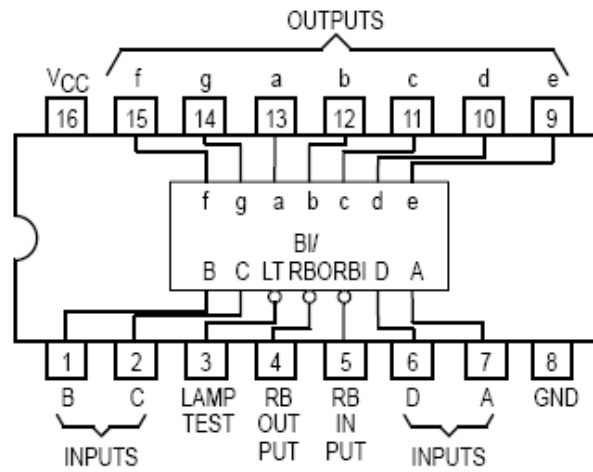 OUTPUTS
VCC f g a b c d e
16 15 14 13 12 11 10 9
f g a b c d e
BI/
B C LT RBO RBI D A
1 2 3 4 5 6 7 8
B C LAMP RB RB D A GND
TEST OUT IN
PUT PUT
INPUTS INPUTS